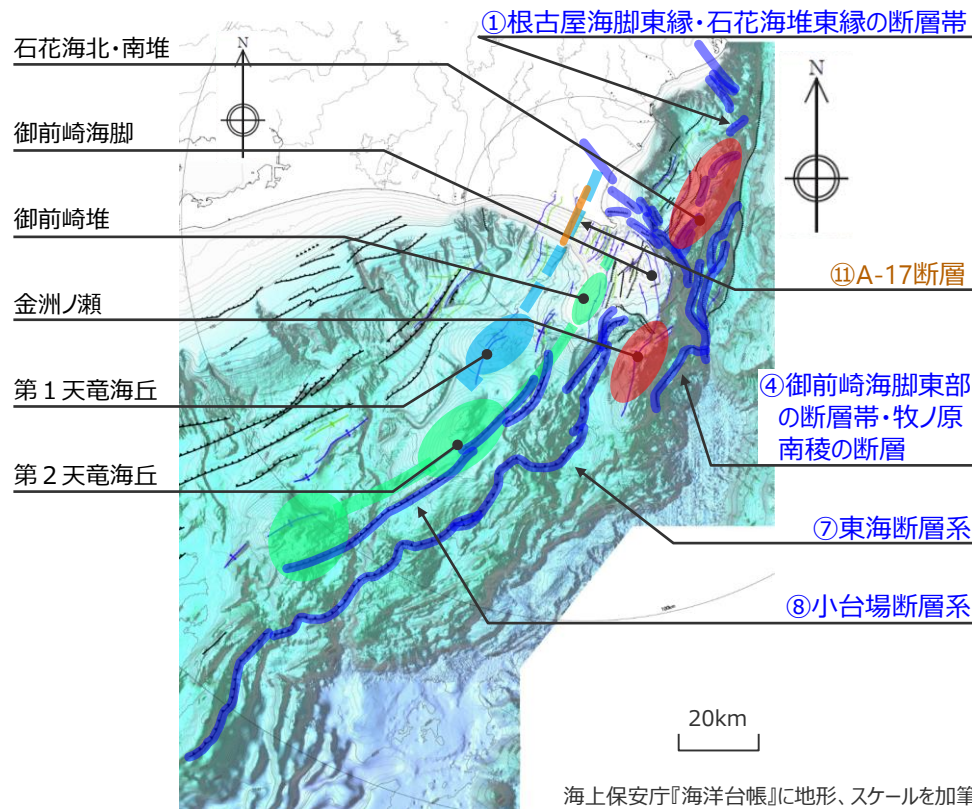 ①根古屋海脚東縁・石花海堆東縁の断層帯
石花海北・南堆
N
N
御前崎海脚
御前崎堆
⑪A-17断層
金洲ノ瀬
第１天竜海丘
④御前崎海脚東部
の断層帯・牧ノ原
南稜の断層
第２天竜海丘
⑦東海断層系
⑧小台場断層系
20km
海上保安庁『海洋台帳』に地形、スケールを加筆